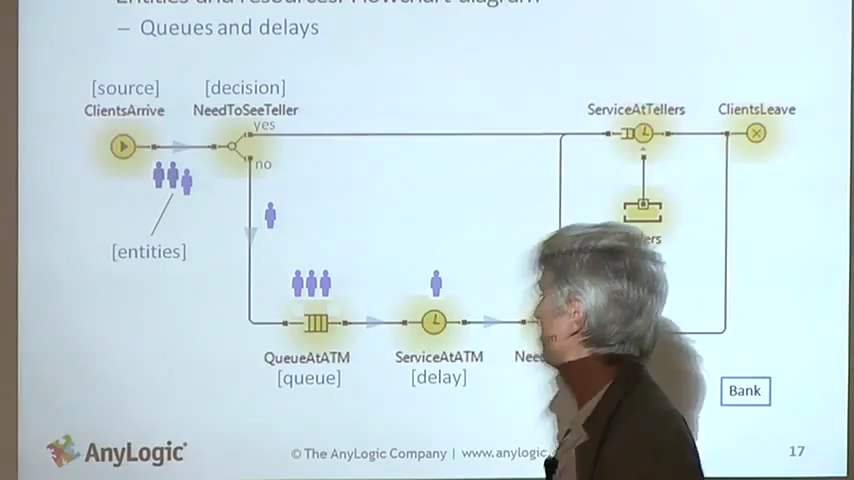 – Queues and delays
[source]
[decision]
ClientsArrive
NeedToSeeTeller
ServiceAtTellers
ClientsLeave
yes
no
[entities]
QueueAtATM
ServiceAtATM
[queue]
[delay]
Bank
AnyLogic
© The AnyLogic Company | www.anylogic
17